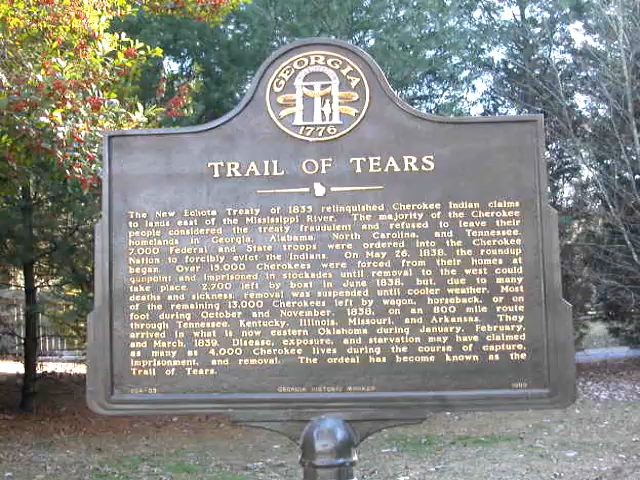 GEORGIA
1776
TRAIL OF TEARS
The New Echota Treaty of 1835 relinquished Cherokee Indian claims
to lands east of the Mississippi River. The majority of the Cherokee
people considered the treaty fraudulent and refused to leave their
homelands in Georgia, Alabama, North Carolina, and Tennessee.
7,000 Federal and State troops were ordered into the Cherokee
Nation to forcibly evict the Indians. On May 26, 1838, the roundup
began. Over 15,000 Cherokees were forced from their homes at
gunpoint and imprisoned in stockades until removal to the west could
take place. 2,700 left by boat in June 1838, but, due to many
deaths and sickness, removal was suspended until cooler weather. Most
of the remaining 13,000 Cherokees left by wagon, horseback, or on
foot during October and November, 1838, on an 800 mile route
through Tennessee, Kentucky, Illinois, Missouri, and Arkansas. They
arrived in what is now eastern Oklahoma during January, February,
and March, 1839. Disease, exposure, and starvation may have claimed
as many as 4,000 Cherokee lives during the course of capture,
imprisonment, and removal. The ordeal has become known as the
Trail of Tears.
GEORGIA HISTORIC MARKER